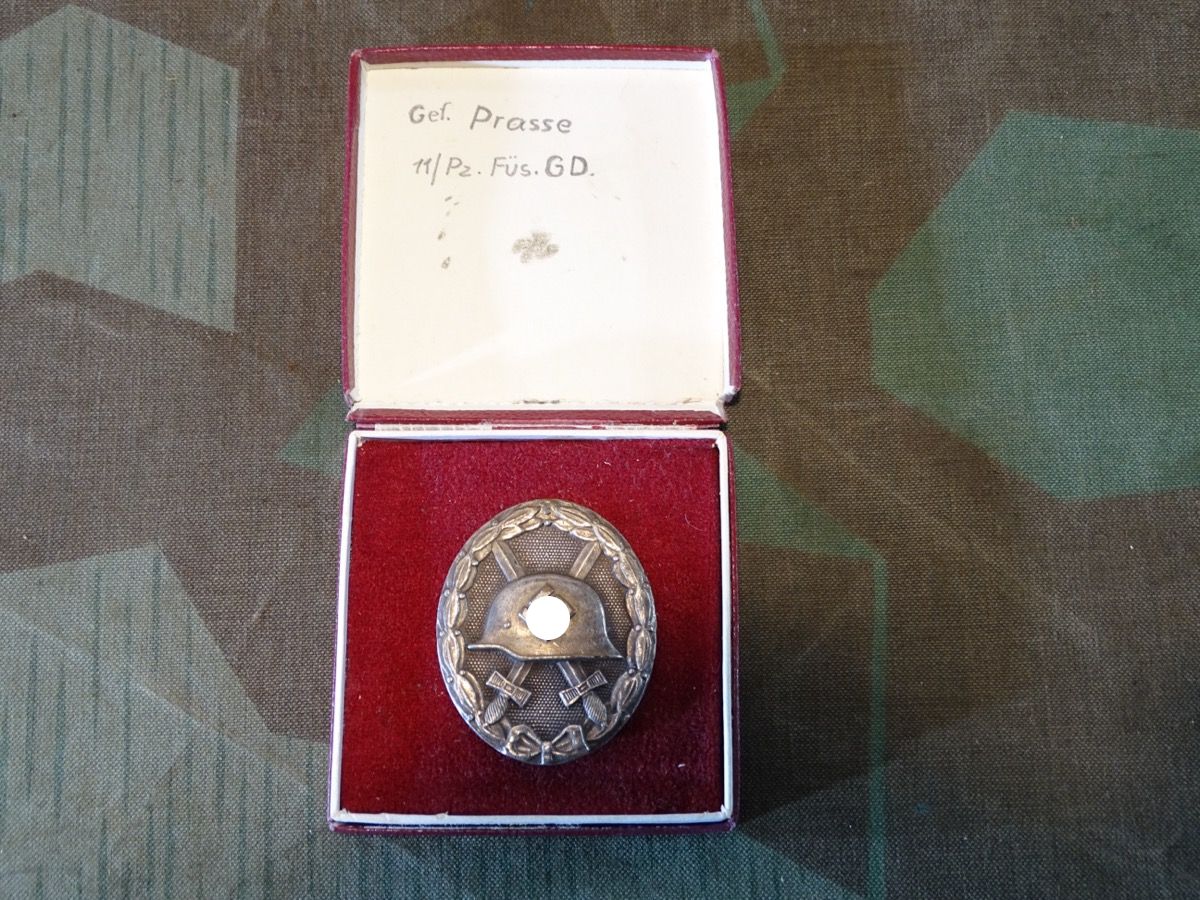 Gef. Prasse
11/Pz. Füs. GD.